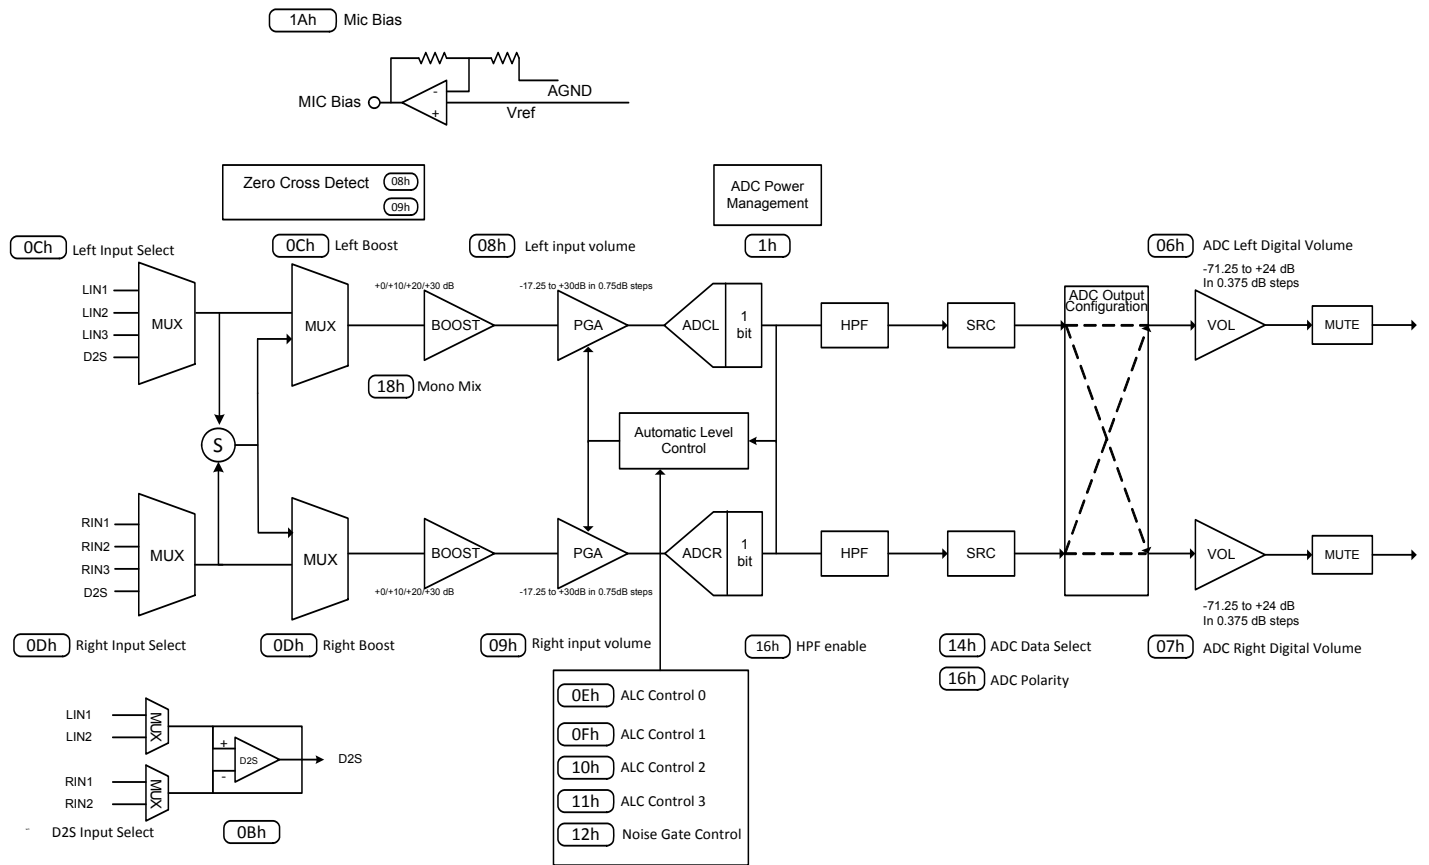 1Ah Mic Bias
AGND
MIC Bias
-
+
Vref
Zero Cross Detect 08h
09h
ADC Power
Management
0Ch Left Input Select
0Ch Left Boost
08h Left input volume
1h
06h ADC Left Digital Volume
-71.25 to +24 dB
In 0.375 dB steps
LIN1
LIN2
LIN3
D2S
MUX
MUX
+0/+10/+20/+30 dB
BOOST
-17.25 to +30dB in 0.75dB steps
PGA
ADCL
1
bit
HPF
SRC
ADC Output
Configuration
VOL
MUTE
18h Mono Mix
S
Automatic Level
Control
RIN1
RIN2
RIN3
D2S
MUX
MUX
BOOST
+0/+10/+20/+30 dB
PGA
-17.25 to +30dB in 0.75dB steps
ADCR
1
bit
HPF
SRC
VOL
MUTE
-71.25 to +24 dB
In 0.375 dB steps
0Dh Right Input Select
0Dh Right Boost
09h Right input volume
16h HPF enable
14h ADC Data Select
16h ADC Polarity
07h ADC Right Digital Volume
0Eh ALC Control 0
0Fh ALC Control 1
10h ALC Control 2
11h ALC Control 3
12h Noise Gate Control
LIN1
LIN2
MUX
RIN1
RIN2
MUX
+
-
D2S
D2S
- D2S Input Select
0Bh